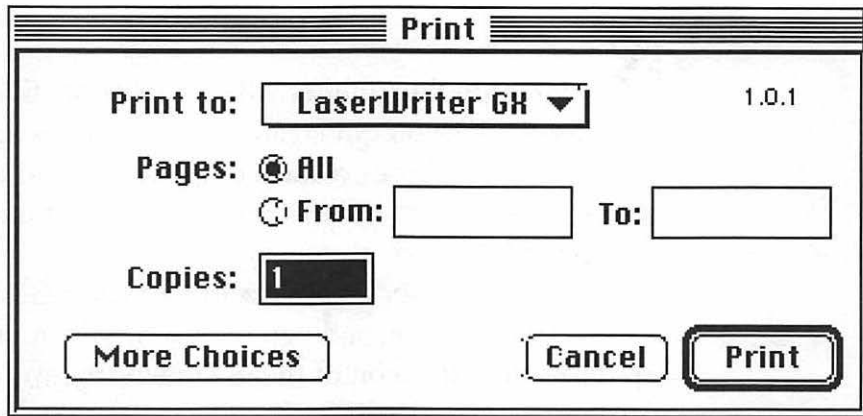 Print
Print to: LaserWriter GX 1.0.1
Pages: All
From: To:
Copies: 1
More Choices Cancel Print